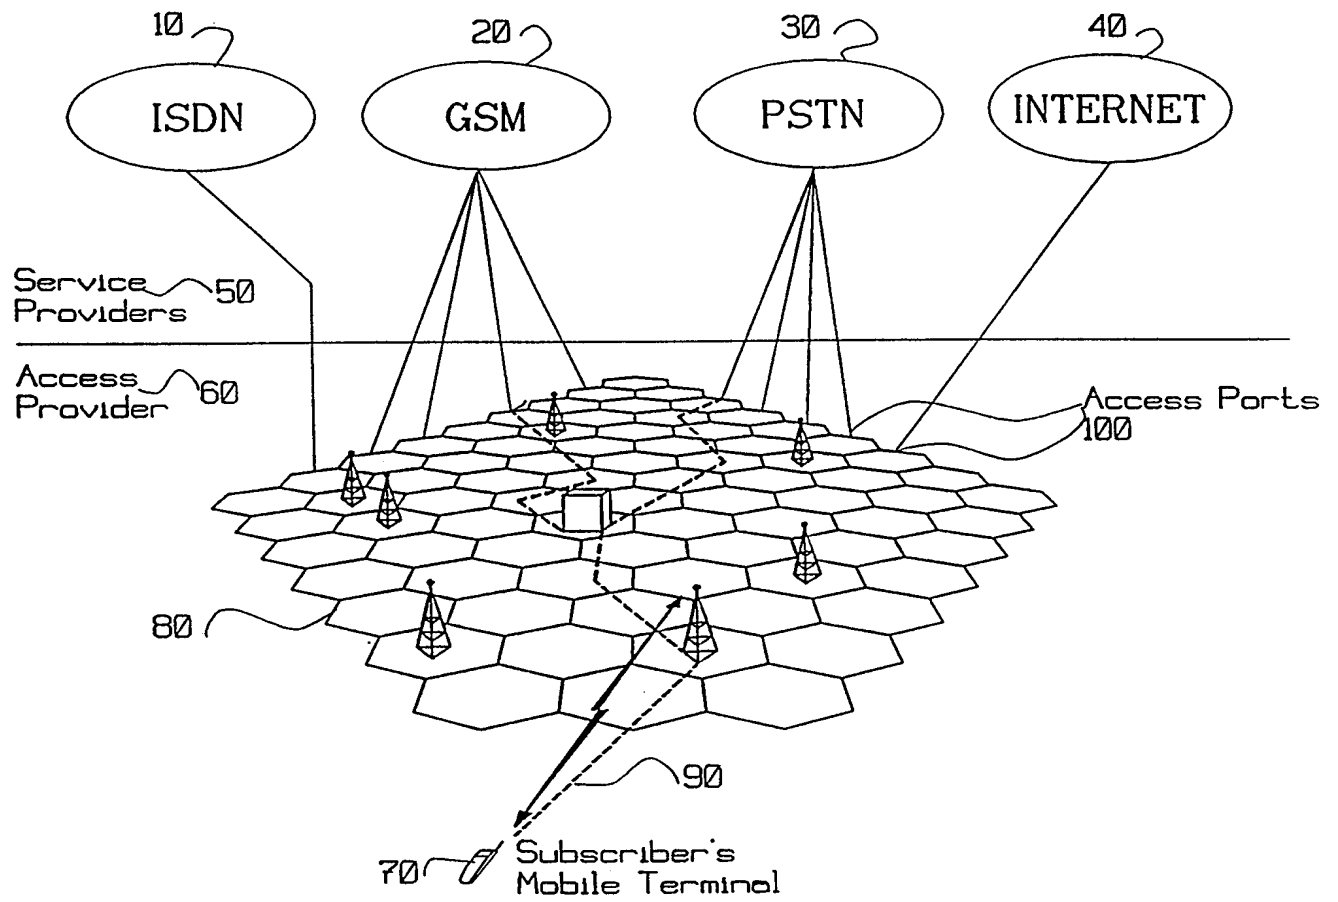 10
20
30
40
ISDN
GSM
PSTN
INTERNET
Service
Providers
50
Access
Provider
60
Access Ports
100
80
90
70
Subscriber's
Mobile Terminal